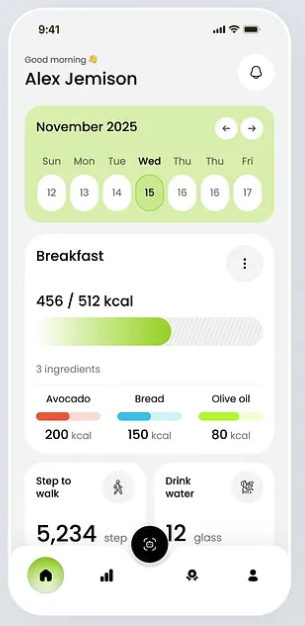 9:41
Good morning 👋
Alex Jemison
November 2025
Sun Mon Tue Wed Thu Thu Fri
12 13 14 15 16 16 17
Breakfast
456 / 512 kcal
3 ingredients
Avocado Bread Olive oil
200 kcal 150 kcal 80 kcal
Step to walk
Drink water
5,234 step
12 glass